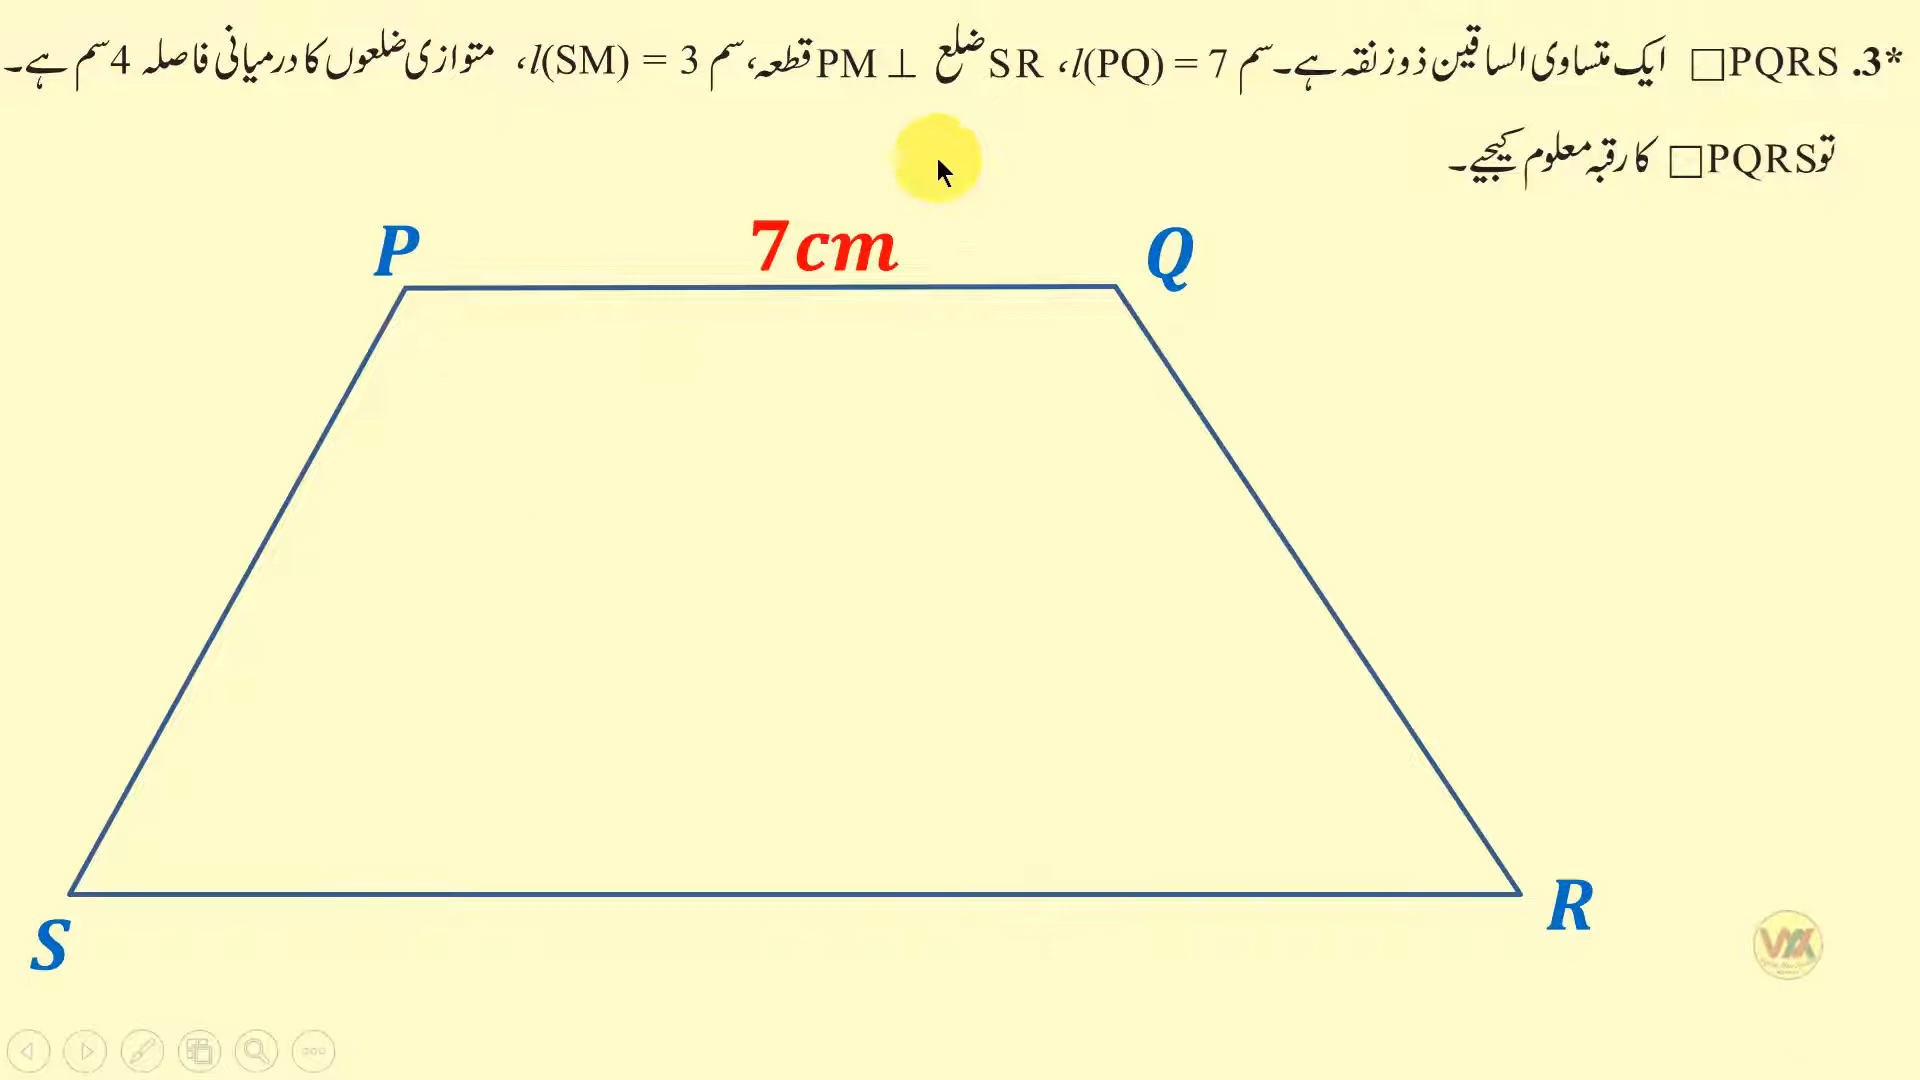 *3. □PQRS ایک متساوی الساقین ذوزنقہ ہے۔ l(PQ) = 7 سم، ضلع SR ⊥ قطعہ PM، l(SM) = 3 سم، متوازی ضلعوں کا درمیانی فاصلہ 4 سم ہے۔
تو □PQRS کا رقبہ معلوم کیجیے۔
P 7cm Q
S R